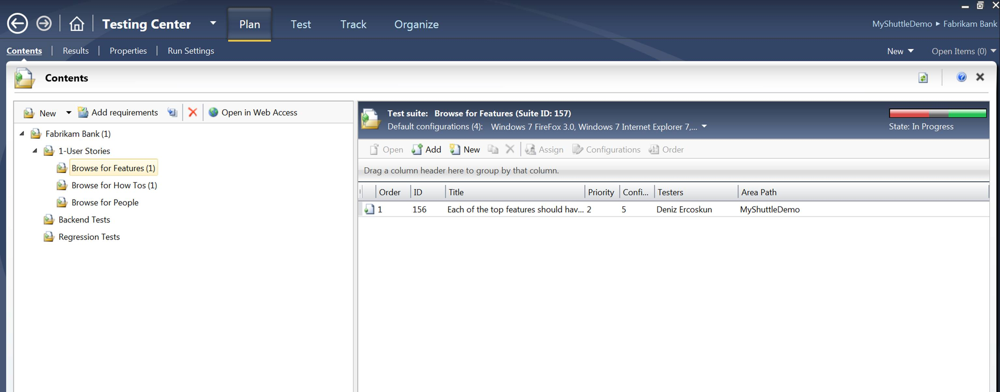 Testing Center
Plan
Test
Track
Organize
MyShuttleDemo ▸ Fabrikam Bank
Contents | Results | Properties | Run Settings
New
Open Items (0)
Contents
New
Add requirements
Open in Web Access
Fabrikam Bank (1)
1-User Stories
Browse for Features (1)
Browse for How Tos (1)
Browse for People
Backend Tests
Regression Tests
Test suite: Browse for Features (Suite ID: 157)
Default configurations (4): Windows 7 FireFox 3.0, Windows 7 Internet Explorer 7,...
State: In Progress
Open
Add
New
Assign
Configurations
Order
Drag a column header here to group by that column.
Order ID Title Priority Confi... Testers Area Path
1 156 Each of the top features should hav... 2 5 Deniz Ercoskun MyShuttleDemo